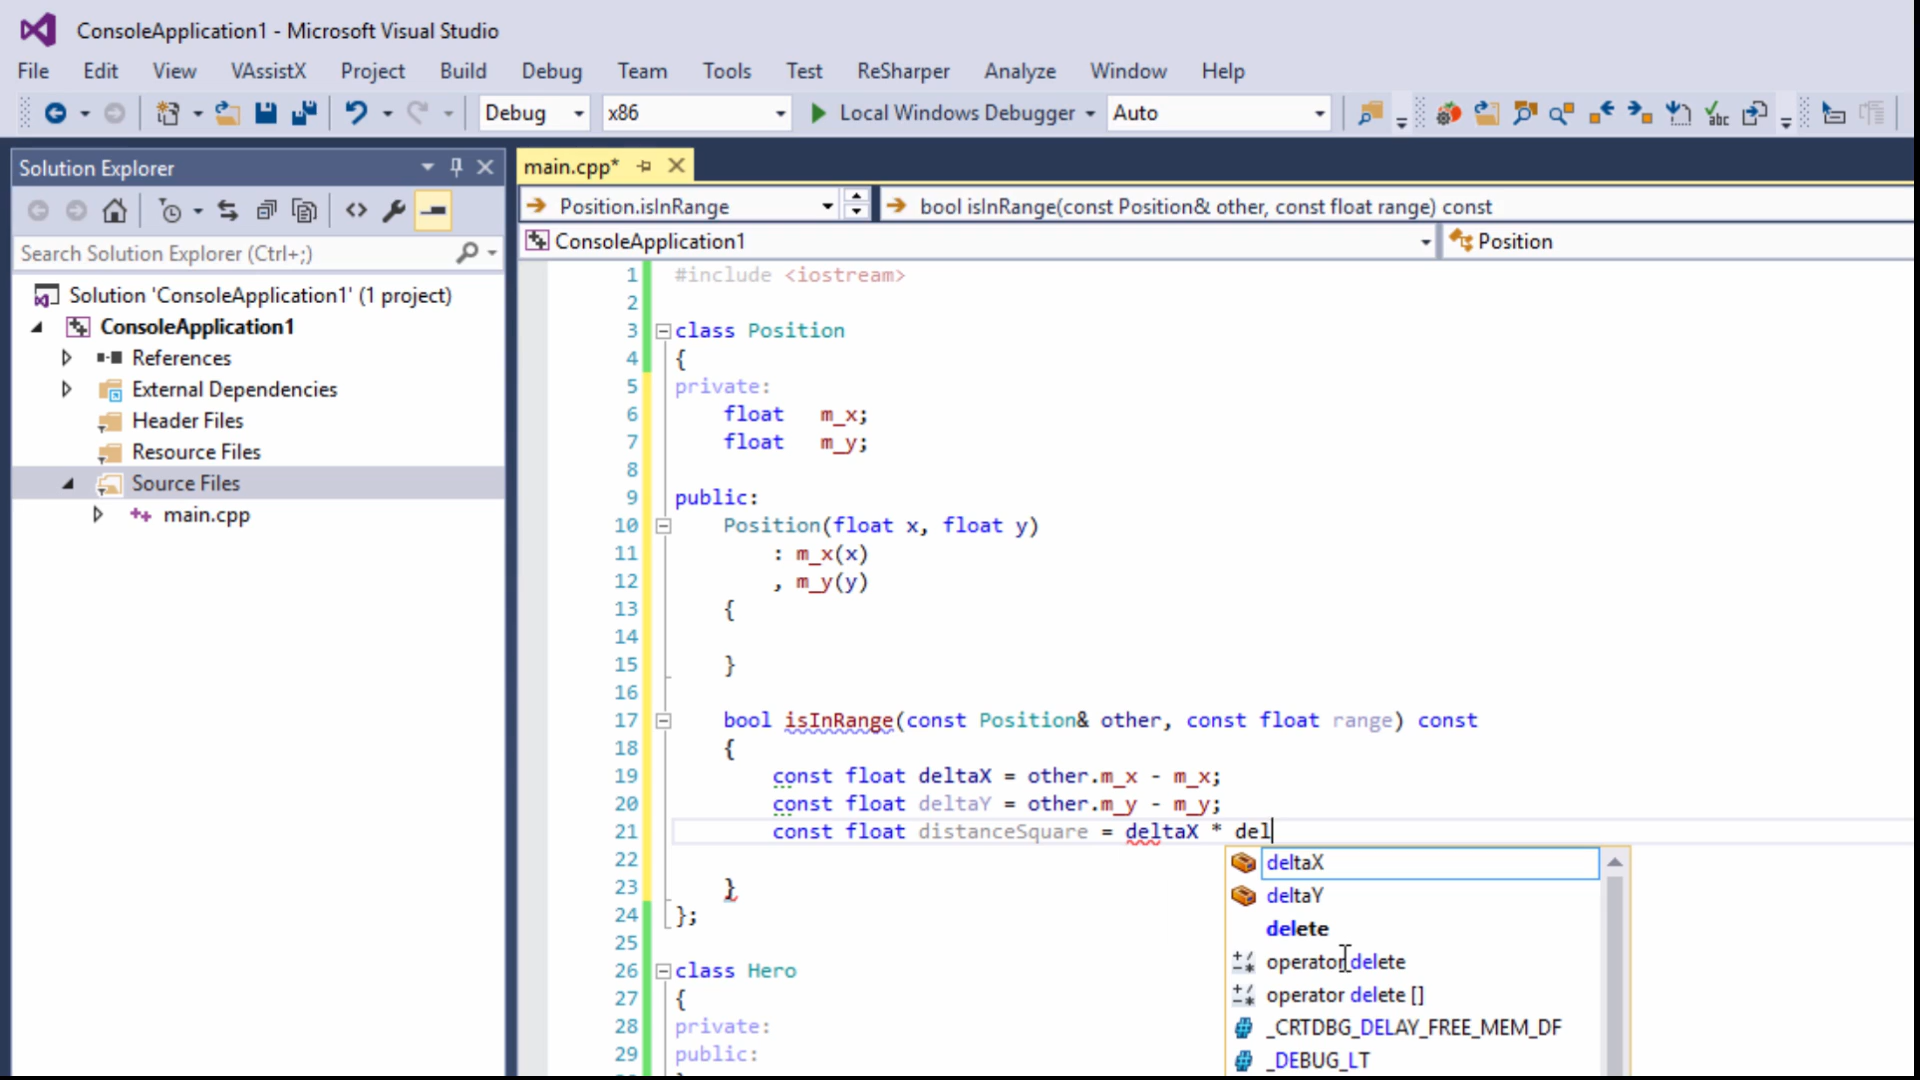 ConsoleApplication1 - Microsoft Visual Studio
File Edit View VAssistX Project Build Debug Team Tools Test ReSharper Analyze Window Help
Debug x86 Local Windows Debugger Auto
Solution Explorer
Search Solution Explorer (Ctrl+;)
Solution 'ConsoleApplication1' (1 project)
ConsoleApplication1
References
External Dependencies
Header Files
Resource Files
Source Files
main.cpp
main.cpp*
Position.isInRange bool isInRange(const Position& other, const float range) const
ConsoleApplication1 Position
1 #include <iostream>
2
3 class Position
4 {
5 private:
6 float m_x;
7 float m_y;
8
9 public:
10 Position(float x, float y)
11 : m_x(x)
12 , m_y(y)
13 {
14
15 }
16
17 bool isInRange(const Position& other, const float range) const
18 {
19 const float deltaX = other.m_x - m_x;
20 const float deltaY = other.m_y - m_y;
21 const float distanceSquare = deltaX * del
22
23 }
24 };
25
26 class Hero
27 {
28 private:
29 public:
deltaX
deltaY
delete
operator delete
operator delete []
_CRTDBG_DELAY_FREE_MEM_DF
_DEBUG_LT